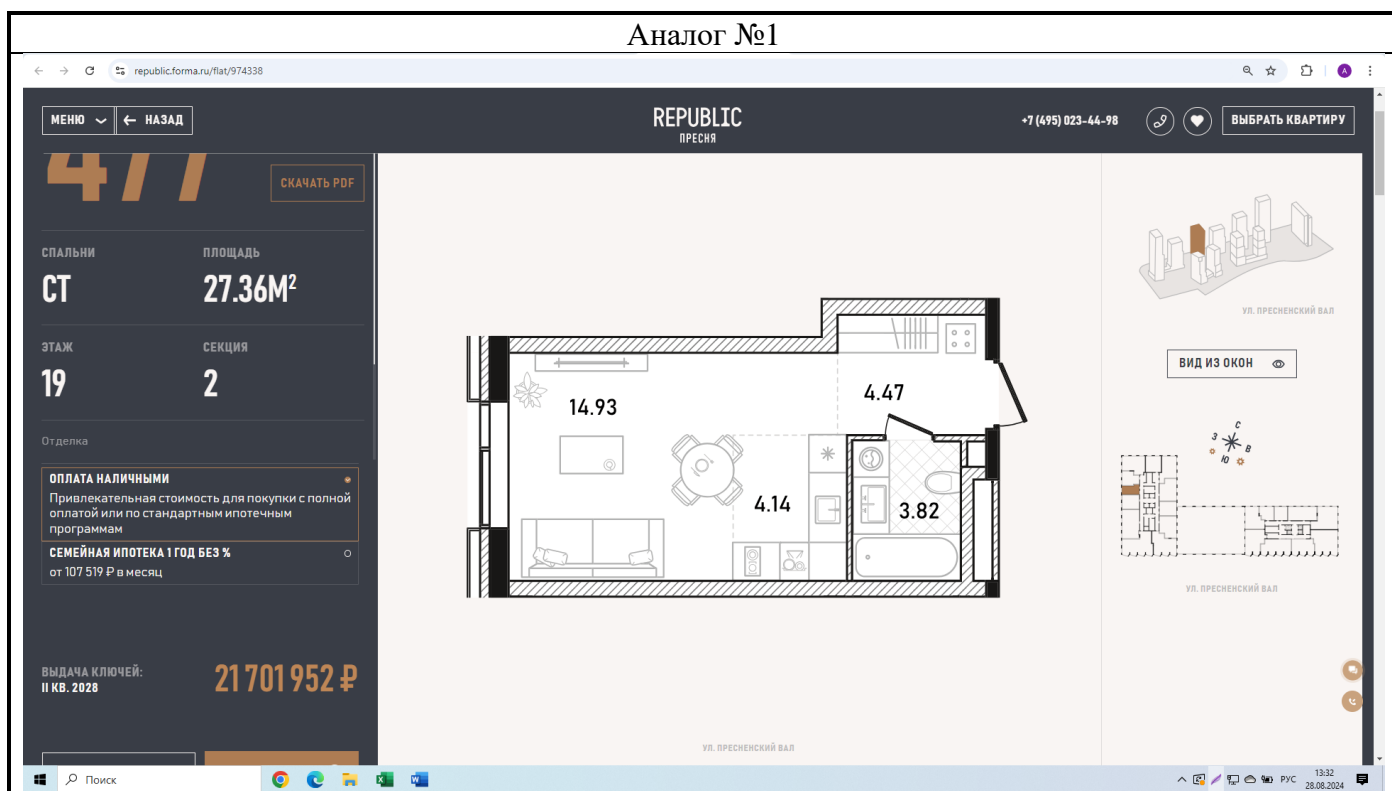 Аналог №1
republic.forma.ru/flat/974338
A
МЕНЮ
← НАЗАД
REPUBLIC
ПРЕСНЯ
+7 (495) 023-44-98
ВЫБРАТЬ КВАРТИРУ
477
СКАЧАТЬ PDF
СПАЛЬНИ
ПЛОЩАДЬ
СТ
27.36М²
ЭТАЖ
СЕКЦИЯ
19
2
Отделка
ОПЛАТА НАЛИЧНЫМИ
Привлекательная стоимость для покупки с полной
оплатой или по стандартным ипотечным
программам
СЕМЕЙНАЯ ИПОТЕКА 1 ГОД БЕЗ %
от 107 519 ₽ в месяц
ВЫДАЧА КЛЮЧЕЙ:
II КВ. 2028
21 701 952 ₽
14.93
4.47
4.14
3.82
УЛ. ПРЕСНЕНСКИЙ ВАЛ
УЛ. ПРЕСНЕНСКИЙ ВАЛ
ВИД ИЗ ОКОН
С
З
В
Ю
УЛ. ПРЕСНЕНСКИЙ ВАЛ
Поиск
РУС
13:32
28.08.2024